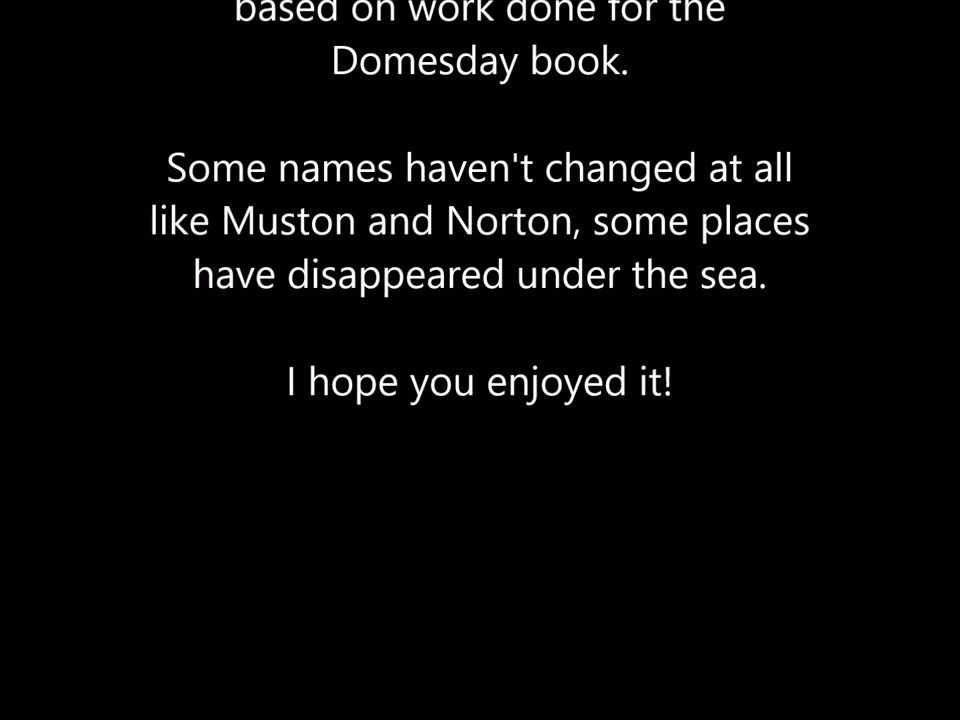 based on work done for the
Domesday book.
Some names haven't changed at all
like Muston and Norton, some places
have disappeared under the sea.
I hope you enjoyed it!